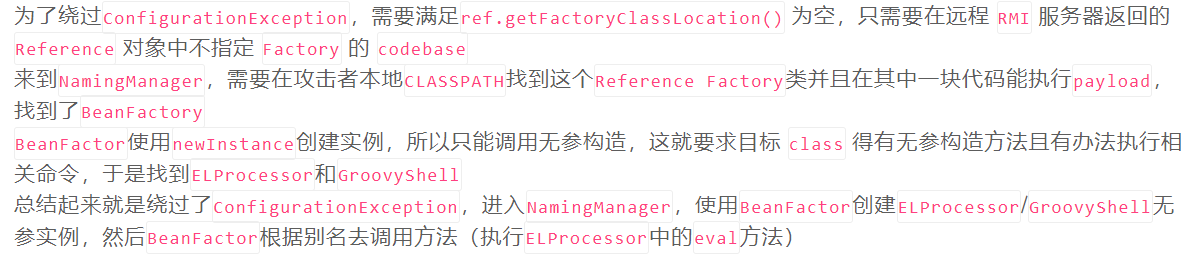 为了绕过ConfigurationException，需要满足ref.getFactoryClassLocation() 为空，只需要在远程 RMI 服务器返回的
Reference 对象中不指定 Factory 的 codebase
来到NamingManager，需要在攻击者本地CLASSPATH找到这个Reference Factory类并且在其中一块代码能执行payload，
找到了BeanFactory
BeanFactor使用newInstance创建实例，所以只能调用无参构造，这就要求目标 class 得有无参构造方法且有办法执行相
关命令，于是找到ELProcessor和GroovyShell
总结起来就是绕过了ConfigurationException，进入NamingManager，使用BeanFactor创建ELProcessor/GroovyShell无
参实例，然后BeanFactor根据别名去调用方法（执行ELProcessor中的eval方法）